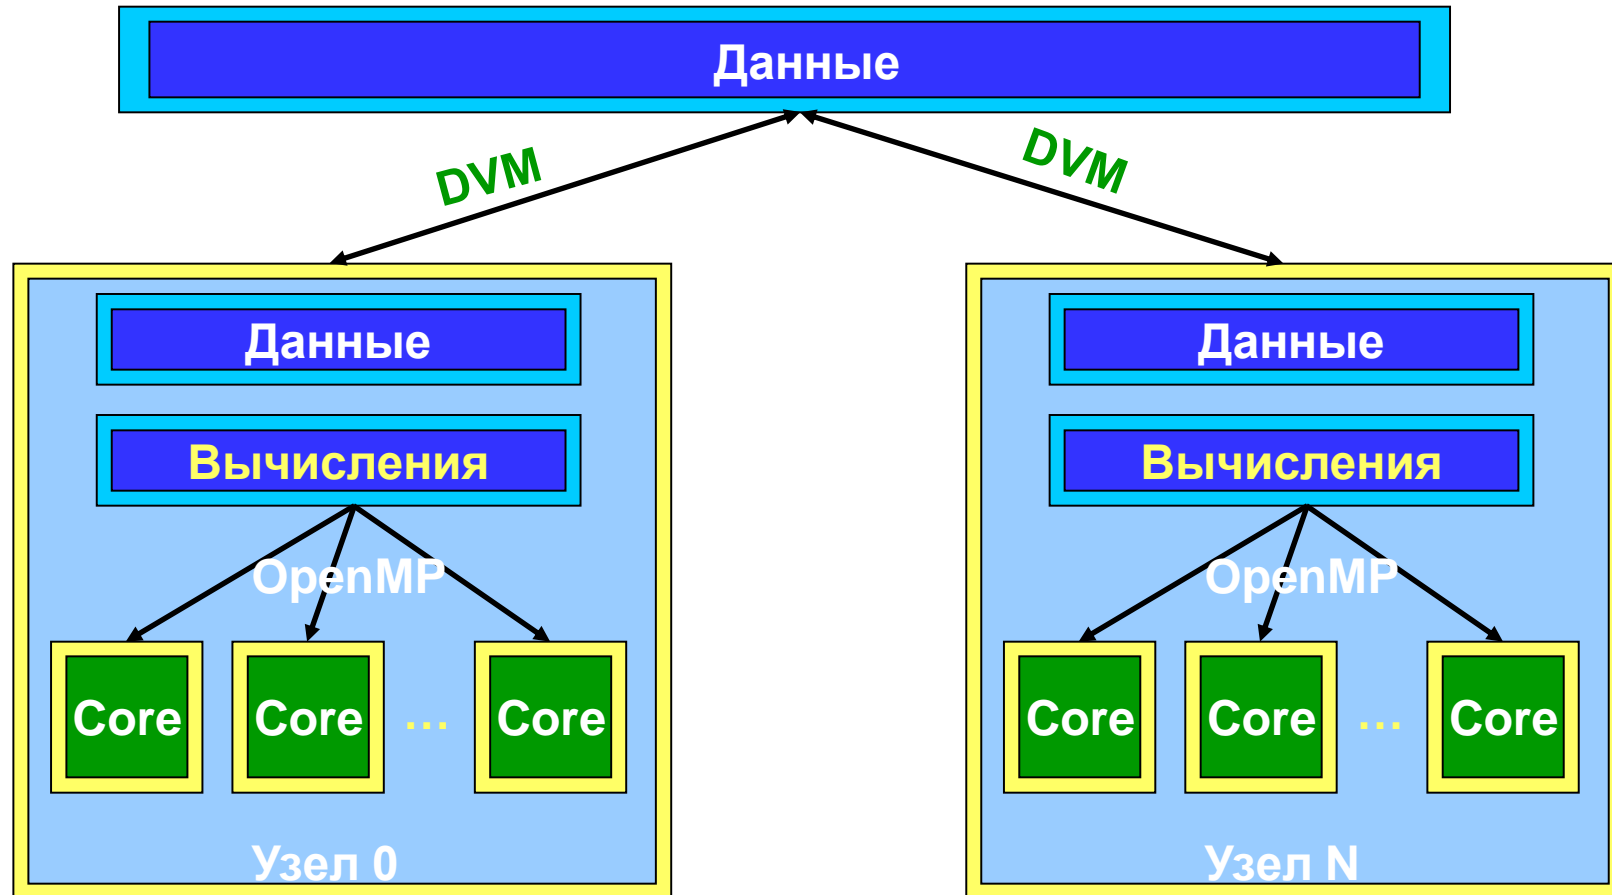 Данные
DVM
DVM
Данные
Данные
Вычисления
Вычисления
OpenMP
OpenMP
Core Core ... Core
Core Core ... Core
Узел 0
Узел N